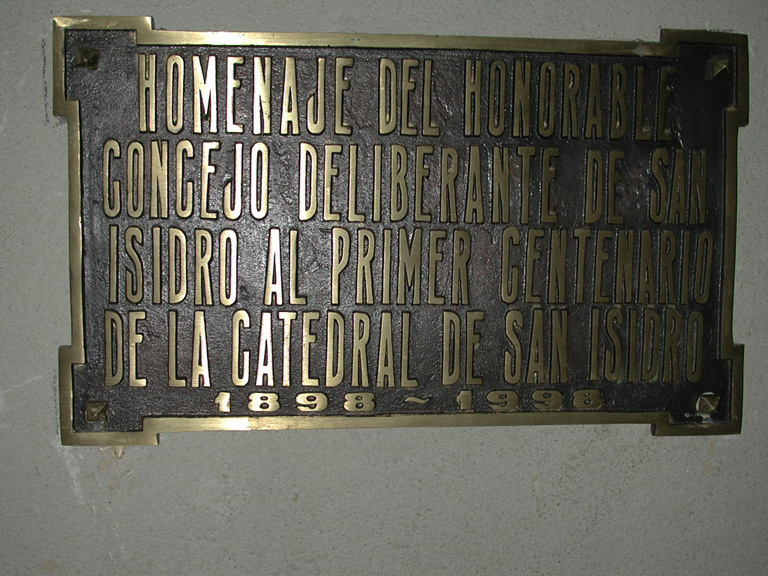 HOMENAJE DEL HONORABLE
CONCEJO DELIBERANTE DE SAN
ISIDRO AL PRIMER CENTENARIO
DE LA CATEDRAL DE SAN ISIDRO
1898 ~ 1998